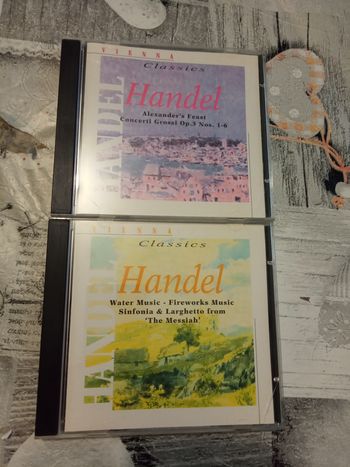 VIENNA
Classics
HANDEL
Handel
Alexander's Feast
Concerti Grossi Op.3 Nos. 1-6
VIENNA
Classics
HANDEL
Handel
Water Music - Fireworks Music
Sinfonia & Larghetto from
'The Messiah'